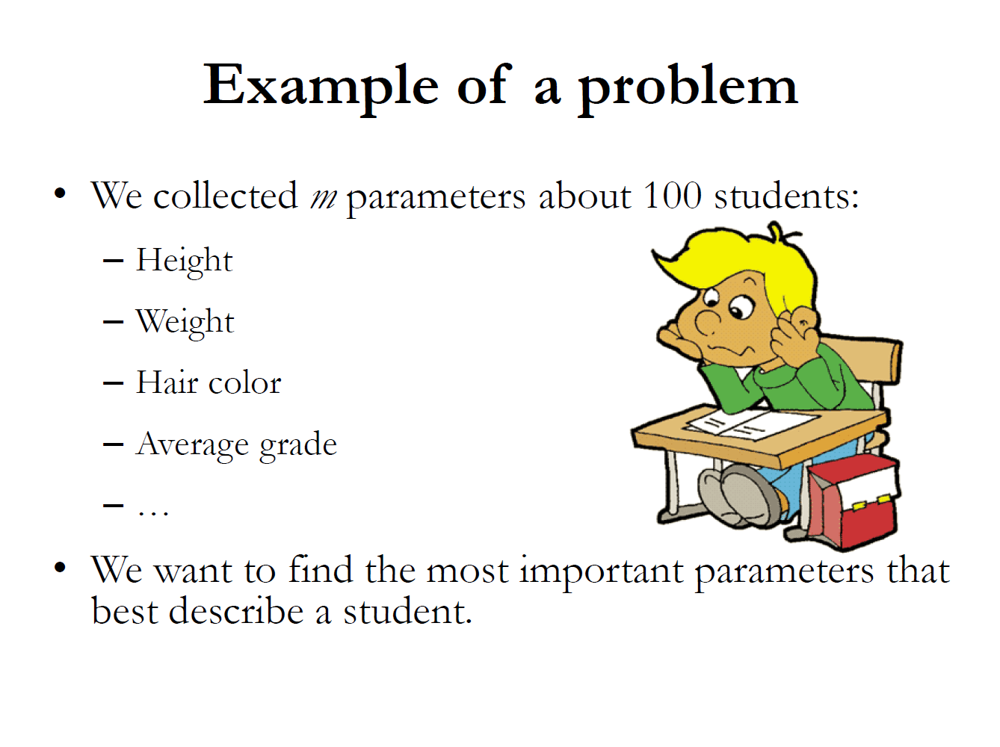 Example of a problem
• We collected m parameters about 100 students:
– Height
– Weight
– Hair color
– Average grade
– …
• We want to find the most important parameters that
best describe a student.